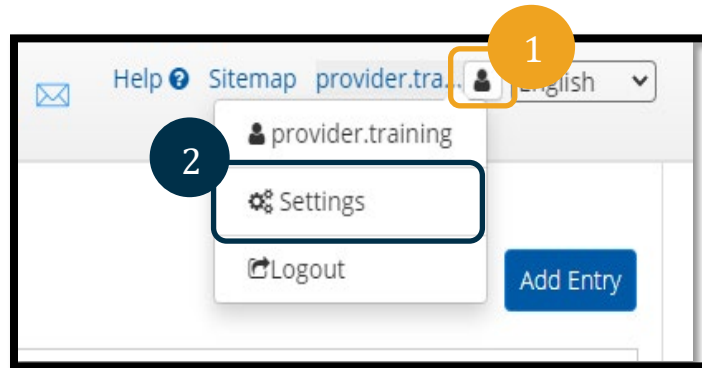 1
Help Sitemap provider.tra... English
provider.training
2
Settings
Logout
Add Entry